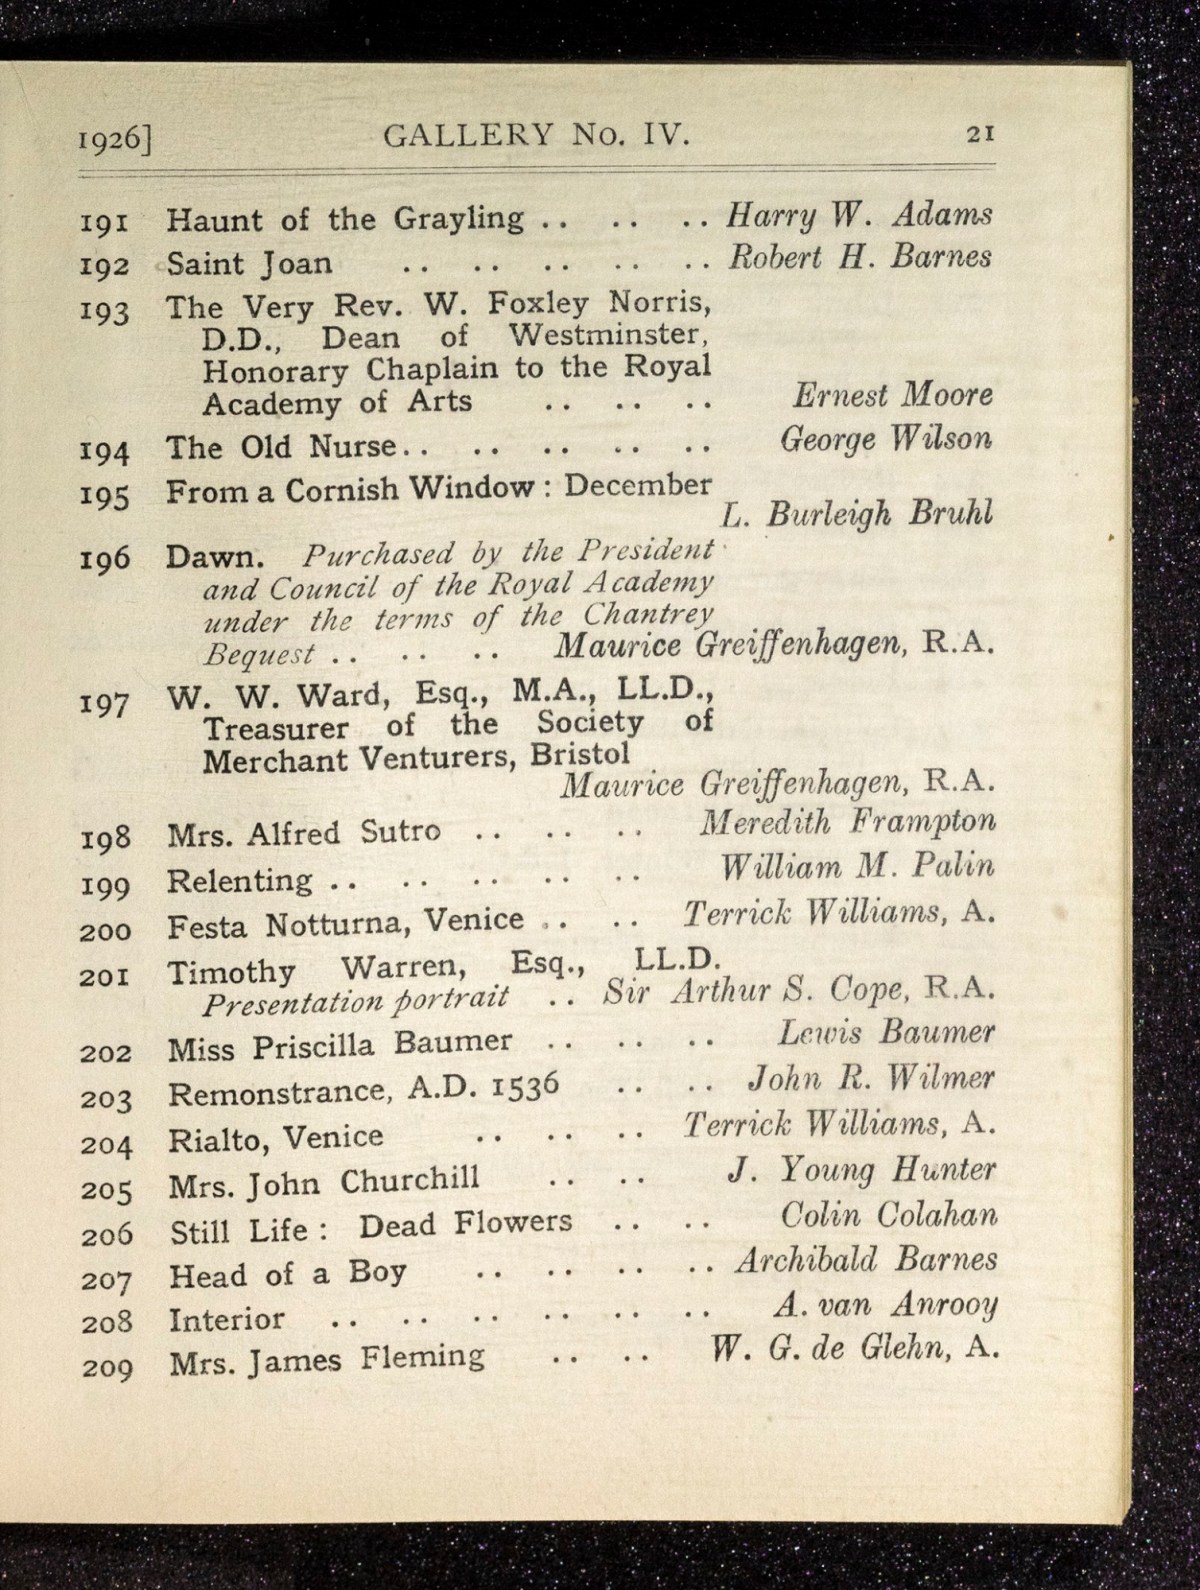 1926] GALLERY No. IV. 21
191 Haunt of the Grayling .. .. .. Harry W. Adams
192 Saint Joan .. .. .. .. .. Robert H. Barnes
193 The Very Rev. W. Foxley Norris,
D.D., Dean of Westminster,
Honorary Chaplain to the Royal
Academy of Arts .. .. .. Ernest Moore
194 The Old Nurse.. .. .. .. .. George Wilson
195 From a Cornish Window : December
L. Burleigh Bruhl
196 Dawn. Purchased by the President
and Council of the Royal Academy
under the terms of the Chantrey
Bequest .. .. .. Maurice Greiffenhagen, R.A.
197 W. W. Ward, Esq., M.A., LL.D.,
Treasurer of the Society of
Merchant Venturers, Bristol
Maurice Greiffenhagen, R.A.
198 Mrs. Alfred Sutro .. .. .. Meredith Frampton
199 Relenting .. .. .. .. .. William M. Palin
200 Festa Notturna, Venice .. .. Terrick Williams, A.
201 Timothy Warren, Esq., LL.D.
Presentation portrait .. Sir Arthur S. Cope, R.A.
202 Miss Priscilla Baumer .. .. .. Lewis Baumer
203 Remonstrance, A.D. 1536 .. .. John R. Wilmer
204 Rialto, Venice .. .. .. Terrick Williams, A.
205 Mrs. John Churchill .. .. J. Young Hunter
206 Still Life : Dead Flowers .. .. Colin Colahan
207 Head of a Boy .. .. .. .. Archibald Barnes
208 Interior .. .. .. .. .. .. A. van Anrooy
209 Mrs. James Fleming .. .. W. G. de Glehn, A.